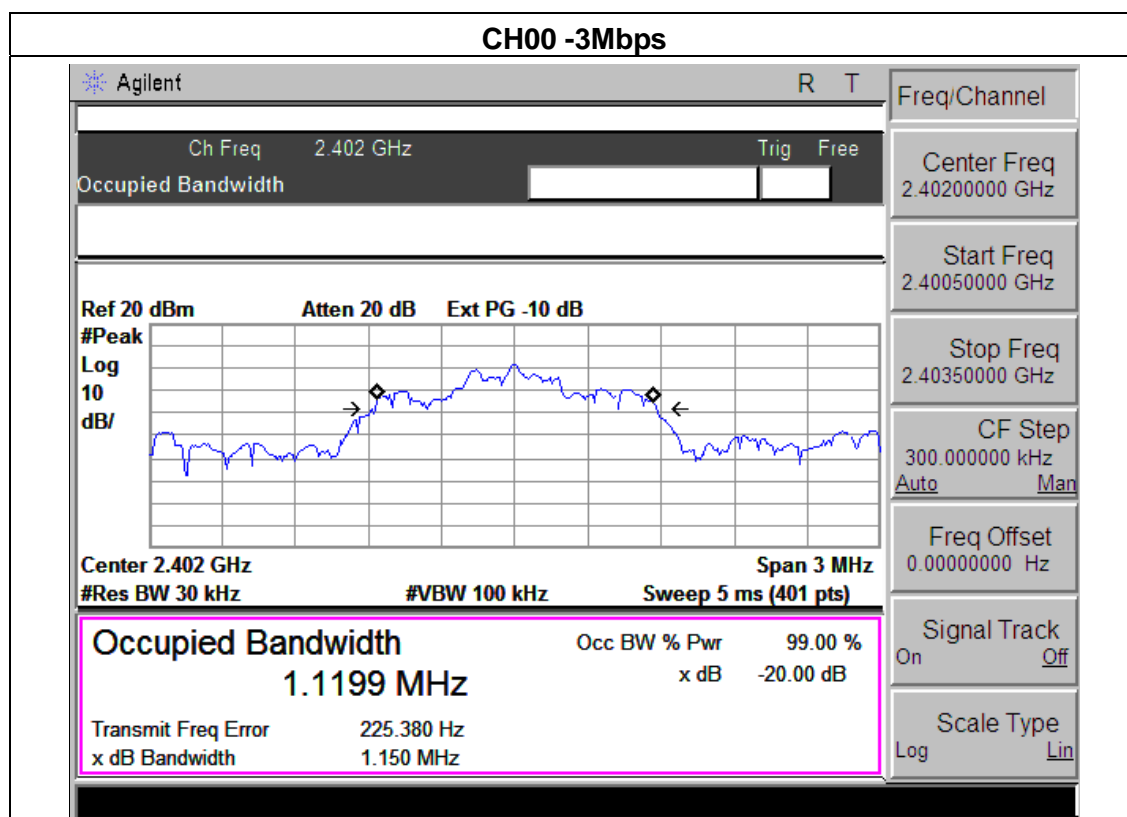 CH00 -3Mbps
Agilent R T
Ch Freq 2.402 GHz Trig Free
Occupied Bandwidth
Ref 20 dBm Atten 20 dB Ext PG -10 dB
#Peak
Log
10
dB/
Center 2.402 GHz Span 3 MHz
#Res BW 30 kHz #VBW 100 kHz Sweep 5 ms (401 pts)
Occupied Bandwidth Occ BW % Pwr 99.00 %
1.1199 MHz x dB -20.00 dB
Transmit Freq Error 225.380 Hz
x dB Bandwidth 1.150 MHz
Freq/Channel
Center Freq
2.40200000 GHz
Start Freq
2.40050000 GHz
Stop Freq
2.40350000 GHz
CF Step
300.000000 kHz
Auto Man
Freq Offset
0.00000000 Hz
Signal Track
On Off
Scale Type
Log Lin